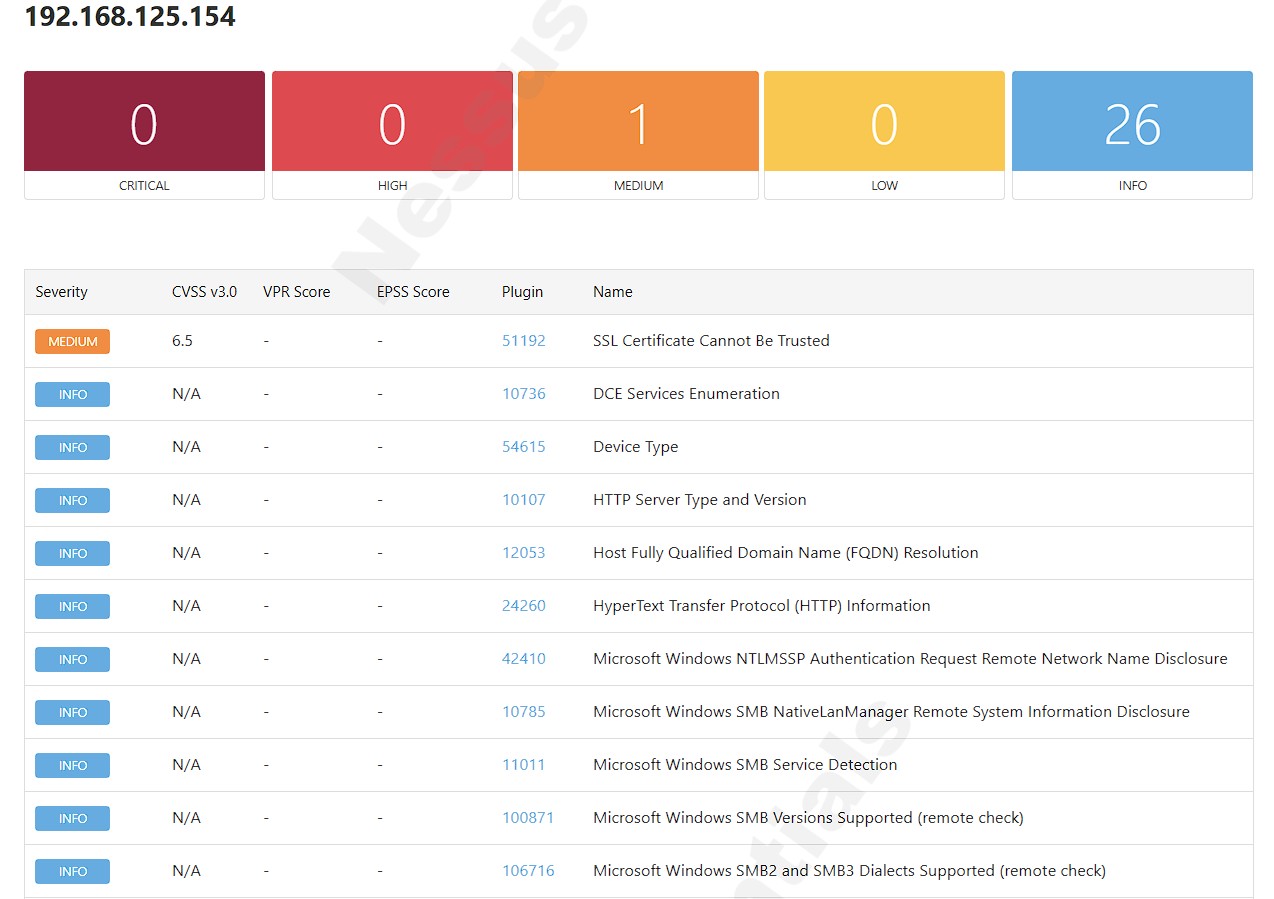 192.168.125.154
0 0 1 0 26
CRITICAL HIGH MEDIUM LOW INFO
Severity CVSS v3.0 VPR Score EPSS Score Plugin Name
MEDIUM 6.5 - - 51192 SSL Certificate Cannot Be Trusted
INFO N/A - - 10736 DCE Services Enumeration
INFO N/A - - 54615 Device Type
INFO N/A - - 10107 HTTP Server Type and Version
INFO N/A - - 12053 Host Fully Qualified Domain Name (FQDN) Resolution
INFO N/A - - 24260 HyperText Transfer Protocol (HTTP) Information
INFO N/A - - 42410 Microsoft Windows NTLMSSP Authentication Request Remote Network Name Disclosure
INFO N/A - - 10785 Microsoft Windows SMB NativeLanManager Remote System Information Disclosure
INFO N/A - - 11011 Microsoft Windows SMB Service Detection
INFO N/A - - 100871 Microsoft Windows SMB Versions Supported (remote check)
INFO N/A - - 106716 Microsoft Windows SMB2 and SMB3 Dialects Supported (remote check)
Nessus
ntials